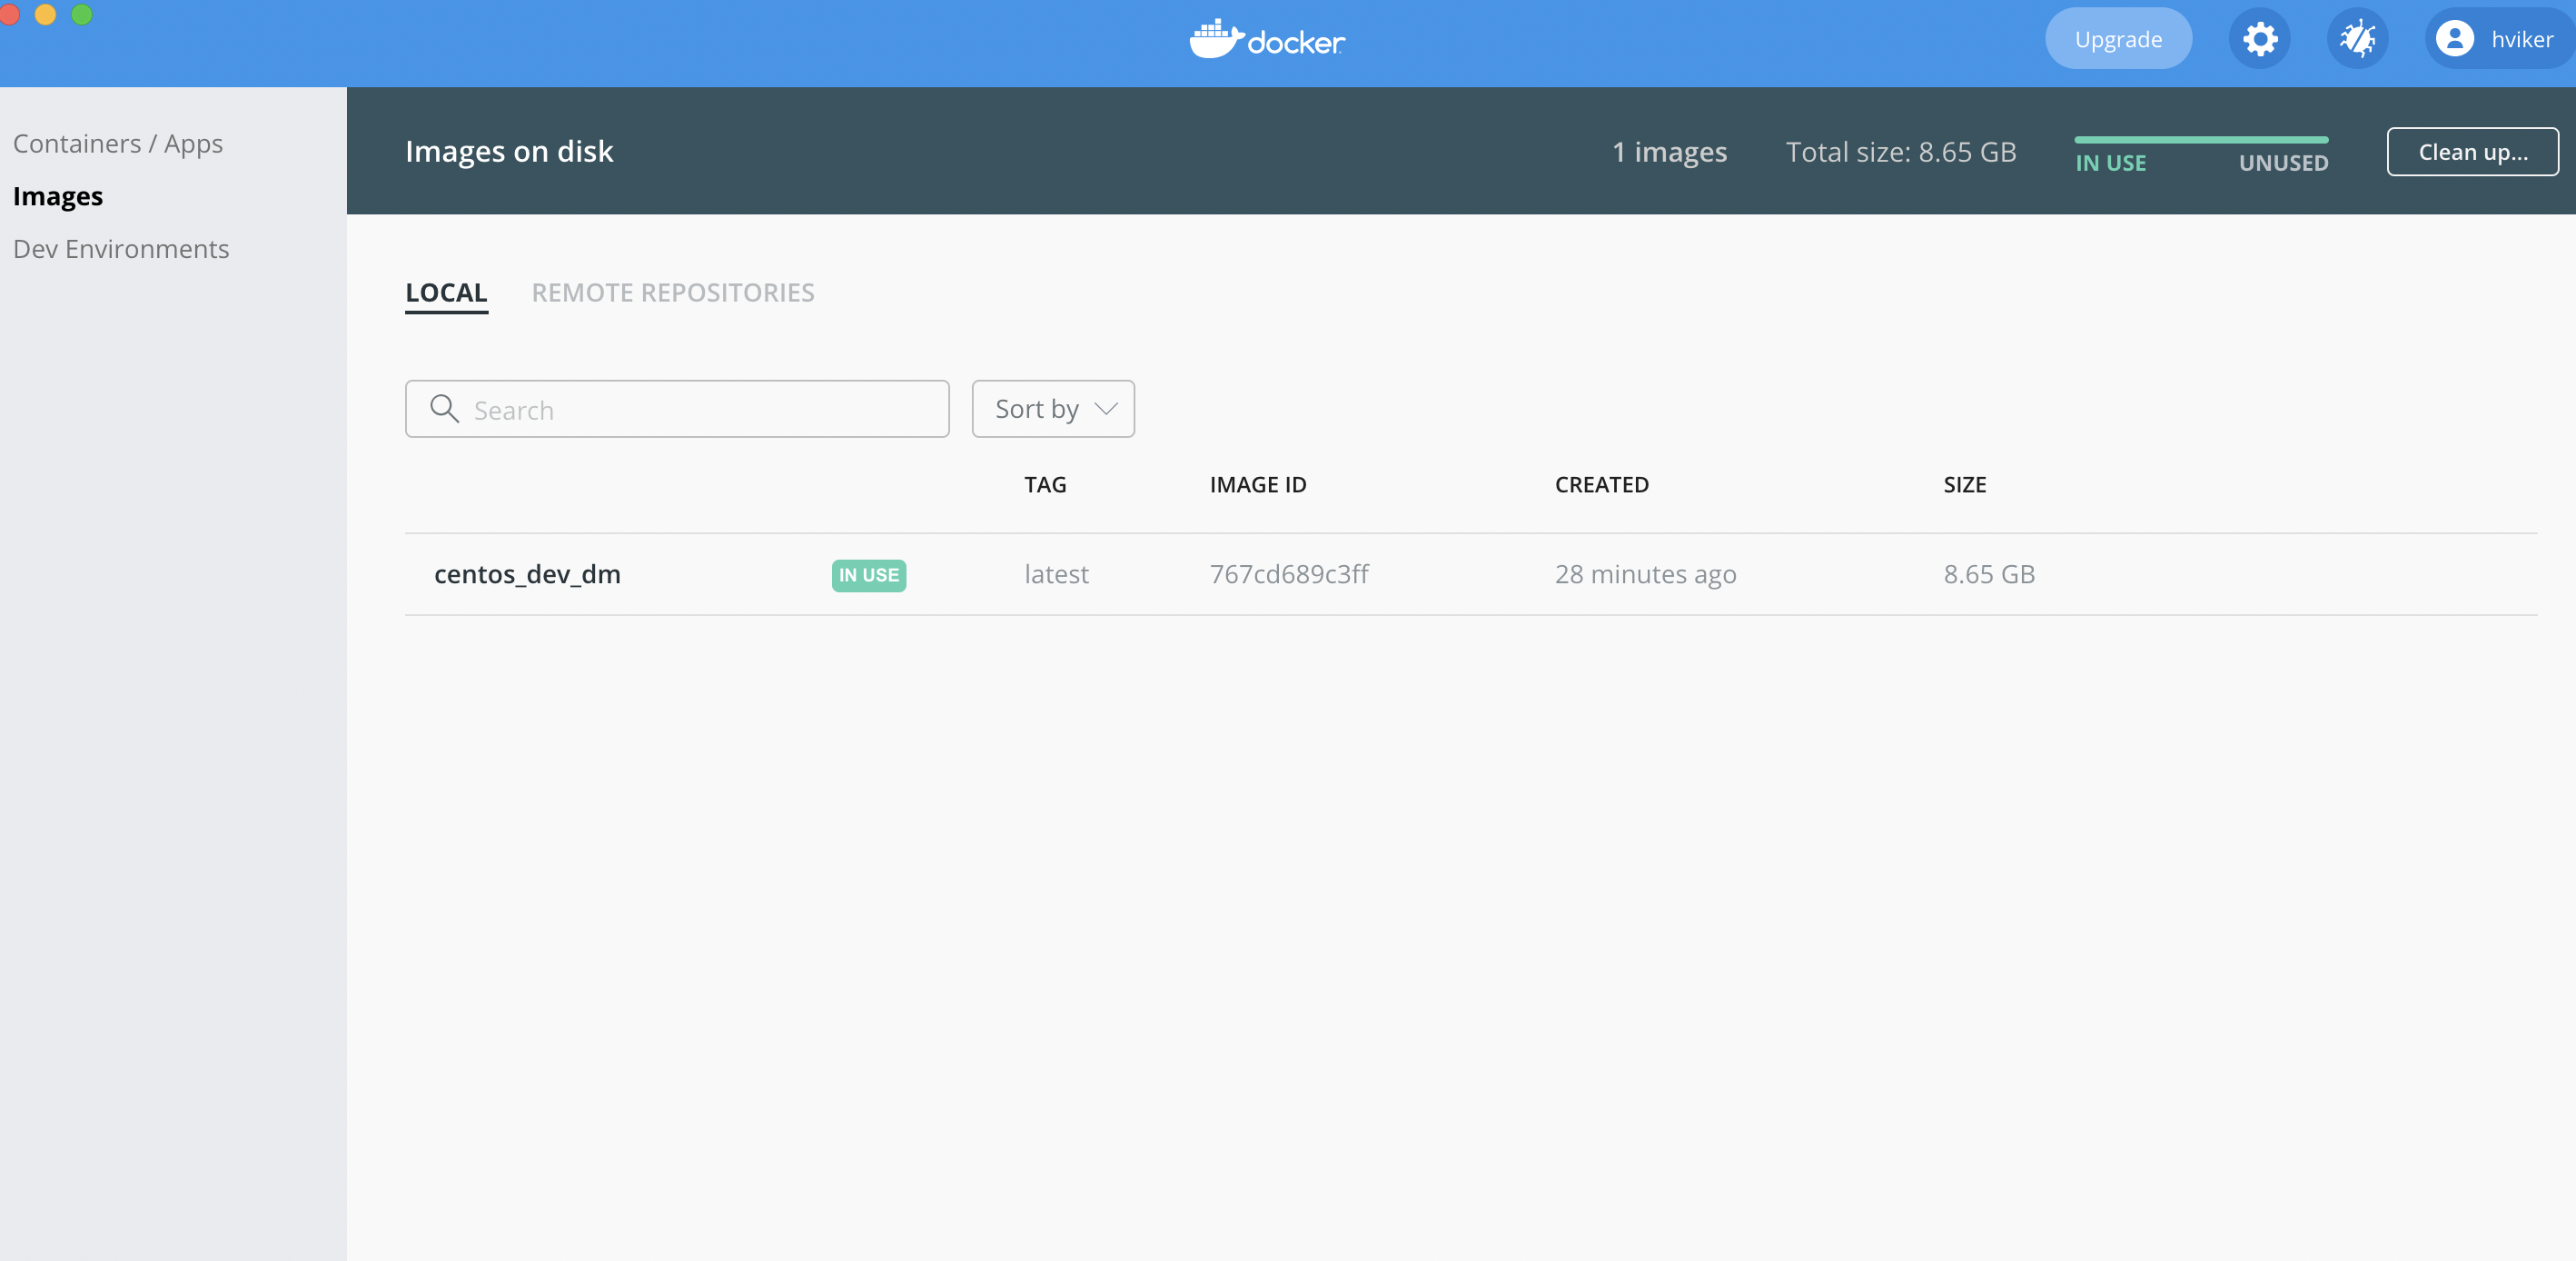 docker
Upgrade
hviker
Containers / Apps
Images
Dev Environments
Images on disk
1 images
Total size: 8.65 GB
IN USE
UNUSED
Clean up...
LOCAL
REMOTE REPOSITORIES
Search
Sort by
TAG
IMAGE ID
CREATED
SIZE
centos_dev_dm
IN USE
latest
767cd689c3ff
28 minutes ago
8.65 GB